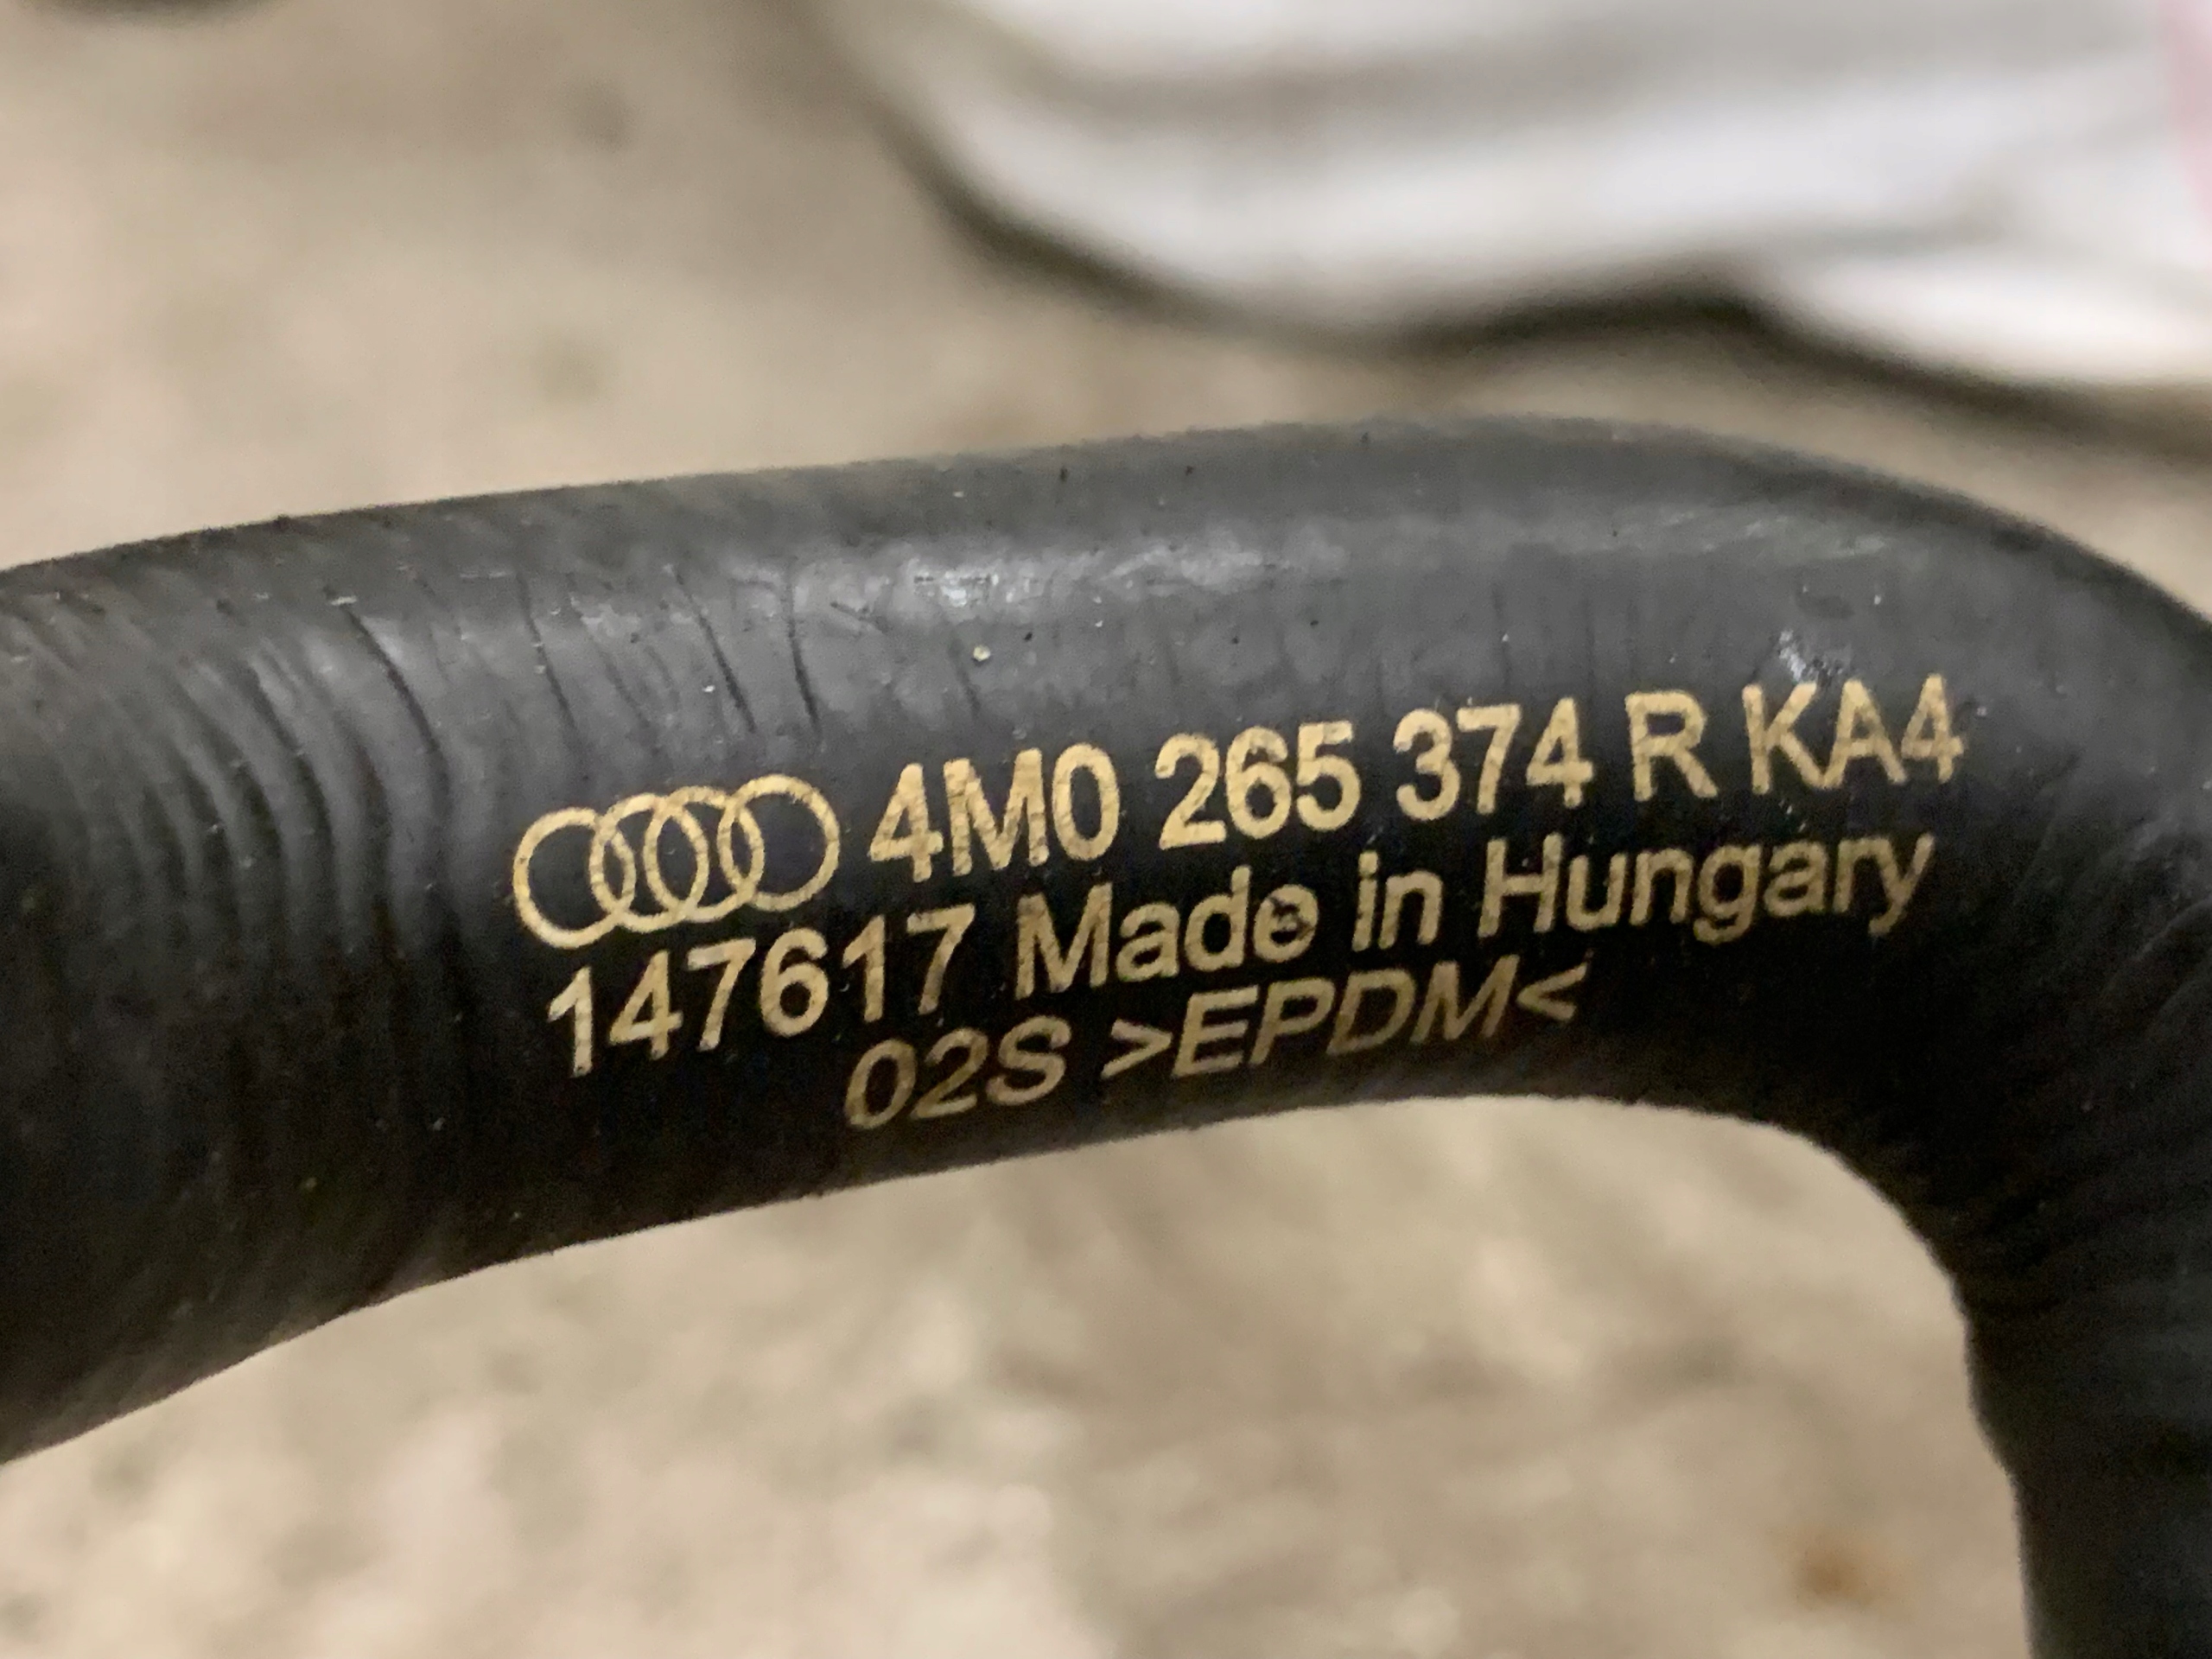 4M0 265 374 R KA4
147617 Made in Hungary
02S >EPDM<